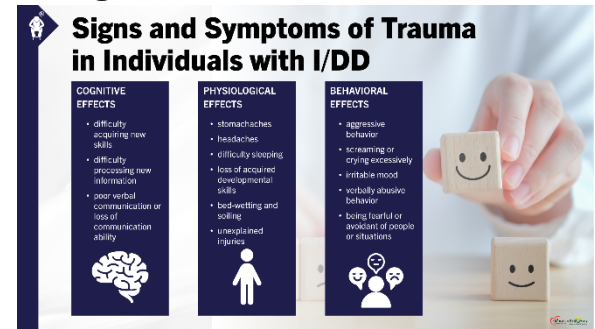 Signs and Symptoms of Trauma
in Individuals with I/DD
COGNITIVE
EFFECTS
• difficulty
acquiring new
skills
• difficulty
processing new
information
• poor verbal
communication or
loss of
communication
ability
PHYSIOLOGICAL
EFFECTS
• stomachaches
• headaches
• difficulty sleeping
• loss of acquired
developmental
skills
• bed-wetting and
soiling
• unexplained
injuries
BEHAVIORAL
EFFECTS
• aggressive
behavior
• screaming or
crying excessively
• irritable mood
• verbally abusive
behavior
• being fearful or
avoidant of people
or situations